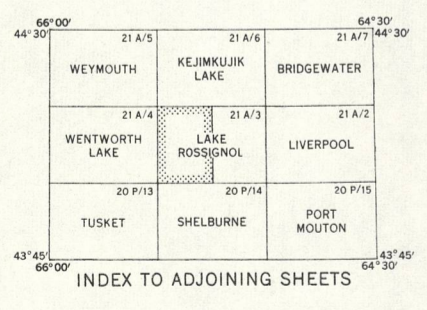 66°00′ 64°30′
44°30′ 44°30′
21 A/5 21 A/6 21 A/7
WEYMOUTH KEJIMKUJIK LAKE BRIDGEWATER
21 A/4 21 A/3 21 A/2
WENTWORTH LAKE LAKE ROSSIGNOL LIVERPOOL
20 P/13 20 P/14 20 P/15
TUSKET SHELBURNE PORT MOUTON
43°45′ 43°45′
66°00′ 64°30′
INDEX TO ADJOINING SHEETS